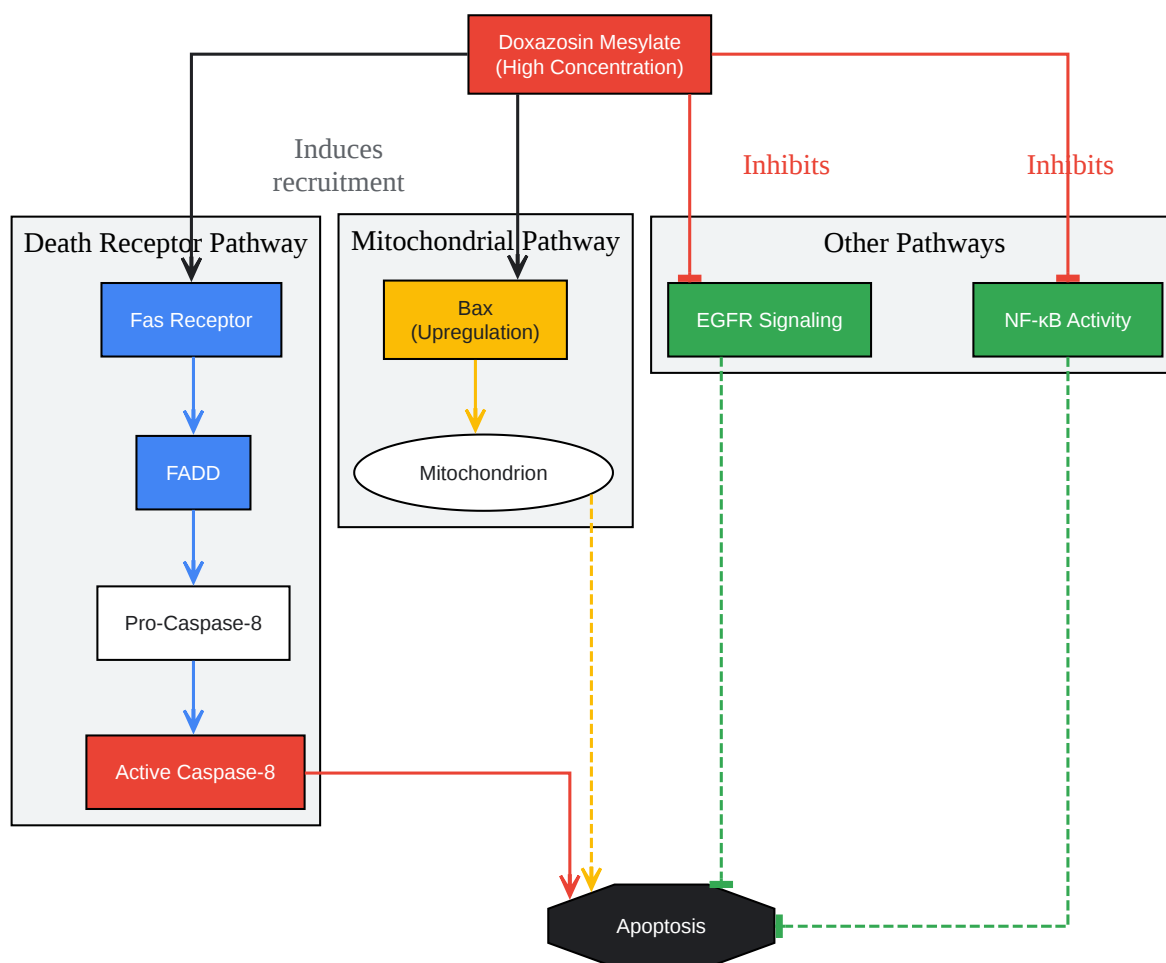 Doxazosin Mesylate
(High Concentration)
Induces
recruitment
Inhibits
Inhibits
Death Receptor Pathway
Mitochondrial Pathway
Other Pathways
Fas Receptor
Bax
(Upregulation)
EGFR Signaling
NF-κB Activity
FADD
Mitochondrion
Pro-Caspase-8
Active Caspase-8
Apoptosis